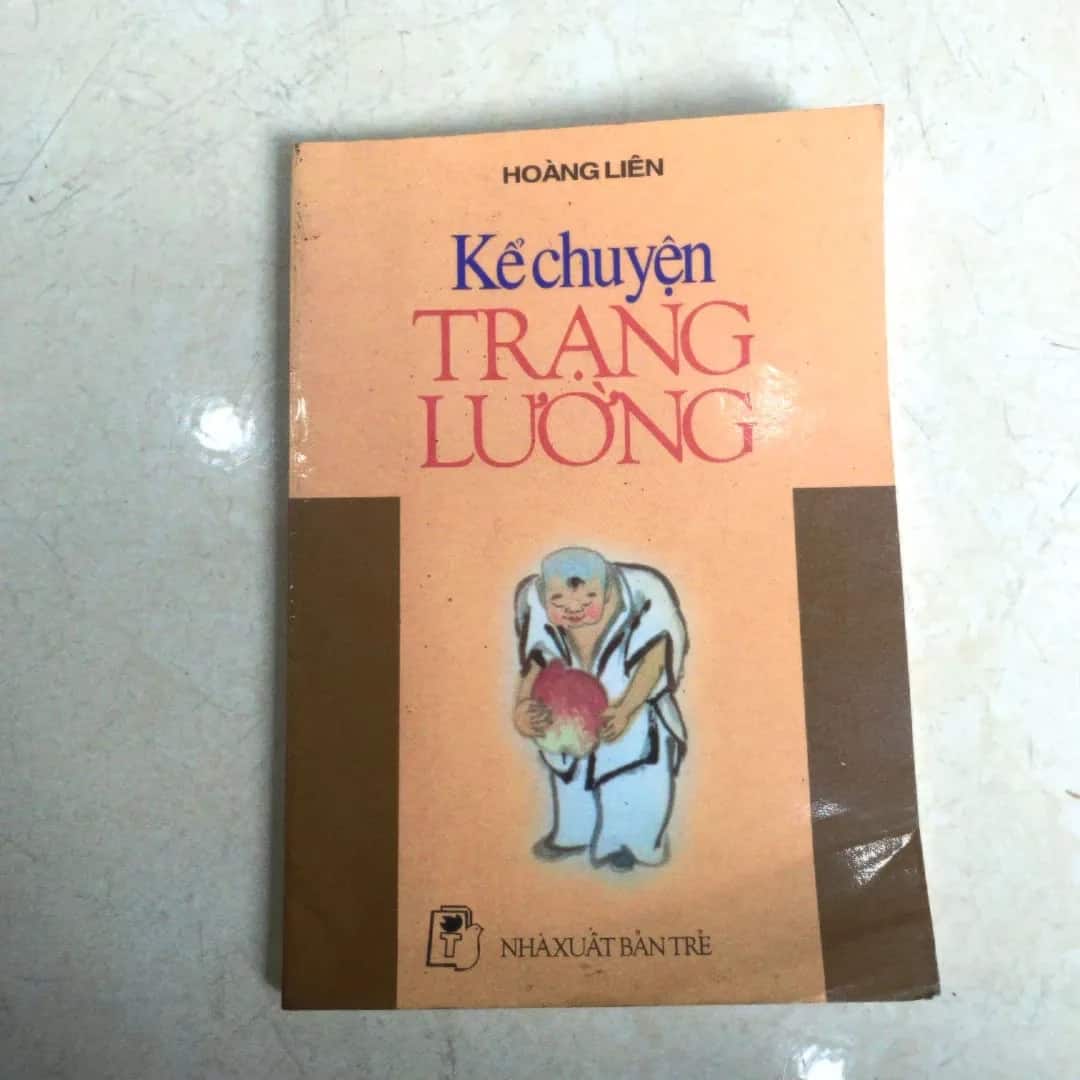 HOÀNG LIÊN
Kể chuyện
TRẠNG
LƯỜNG
T
NHÀ XUẤT BẢN TRẺ